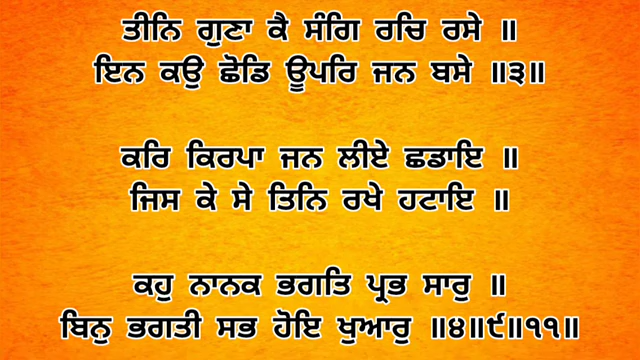 ਤੀਨਿ ਗੁਣਾ ਕੈ ਸੰਗਿ ਰਚਿ ਰਸੇ ॥
ਇਨ ਕਉ ਛੋਡਿ ਊਪਰਿ ਜਨ ਬਸੇ ॥੩॥
ਕਰਿ ਕਿਰਪਾ ਜਨ ਲੀਏ ਛਡਾਇ ॥
ਜਿਸ ਕੇ ਸੇ ਤਿਨਿ ਰਖੇ ਹਟਾਇ ॥
ਕਹੁ ਨਾਨਕ ਭਗਤਿ ਪ੍ਰਭ ਸਾਰੁ ॥
ਬਿਨੁ ਭਗਤੀ ਸਭ ਹੋਇ ਖੁਆਰੁ ॥੪॥੯॥੧੧॥